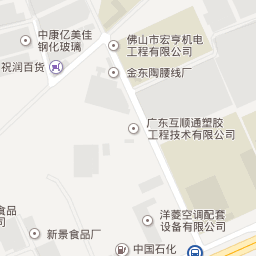 中康亿美佳
钢化玻璃
佛山市宏亨机电
工程有限公司
祝润百货
金东陶腰线厂
广东互顺通塑胶
工程技术有限公司
食品
司
洋菱空调配套
设备有限公司
新景食品厂
中国石化